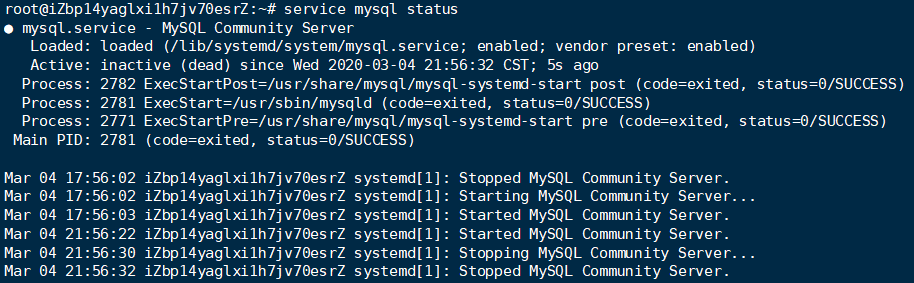 root@iZbp14yaglxi1h7jv70esrZ:~# service mysql status
● mysql.service - MySQL Community Server
Loaded: loaded (/lib/systemd/system/mysql.service; enabled; vendor preset: enabled)
Active: inactive (dead) since Wed 2020-03-04 21:56:32 CST; 5s ago
Process: 2782 ExecStartPost=/usr/share/mysql/mysql-systemd-start post (code=exited, status=0/SUCCESS)
Process: 2781 ExecStart=/usr/sbin/mysqld (code=exited, status=0/SUCCESS)
Process: 2771 ExecStartPre=/usr/share/mysql/mysql-systemd-start pre (code=exited, status=0/SUCCESS)
Main PID: 2781 (code=exited, status=0/SUCCESS)
Mar 04 17:56:02 iZbp14yaglxi1h7jv70esrZ systemd[1]: Stopped MySQL Community Server.
Mar 04 17:56:02 iZbp14yaglxi1h7jv70esrZ systemd[1]: Starting MySQL Community Server...
Mar 04 17:56:03 iZbp14yaglxi1h7jv70esrZ systemd[1]: Started MySQL Community Server.
Mar 04 21:56:22 iZbp14yaglxi1h7jv70esrZ systemd[1]: Started MySQL Community Server.
Mar 04 21:56:30 iZbp14yaglxi1h7jv70esrZ systemd[1]: Stopping MySQL Community Server...
Mar 04 21:56:32 iZbp14yaglxi1h7jv70esrZ systemd[1]: Stopped MySQL Community Server.